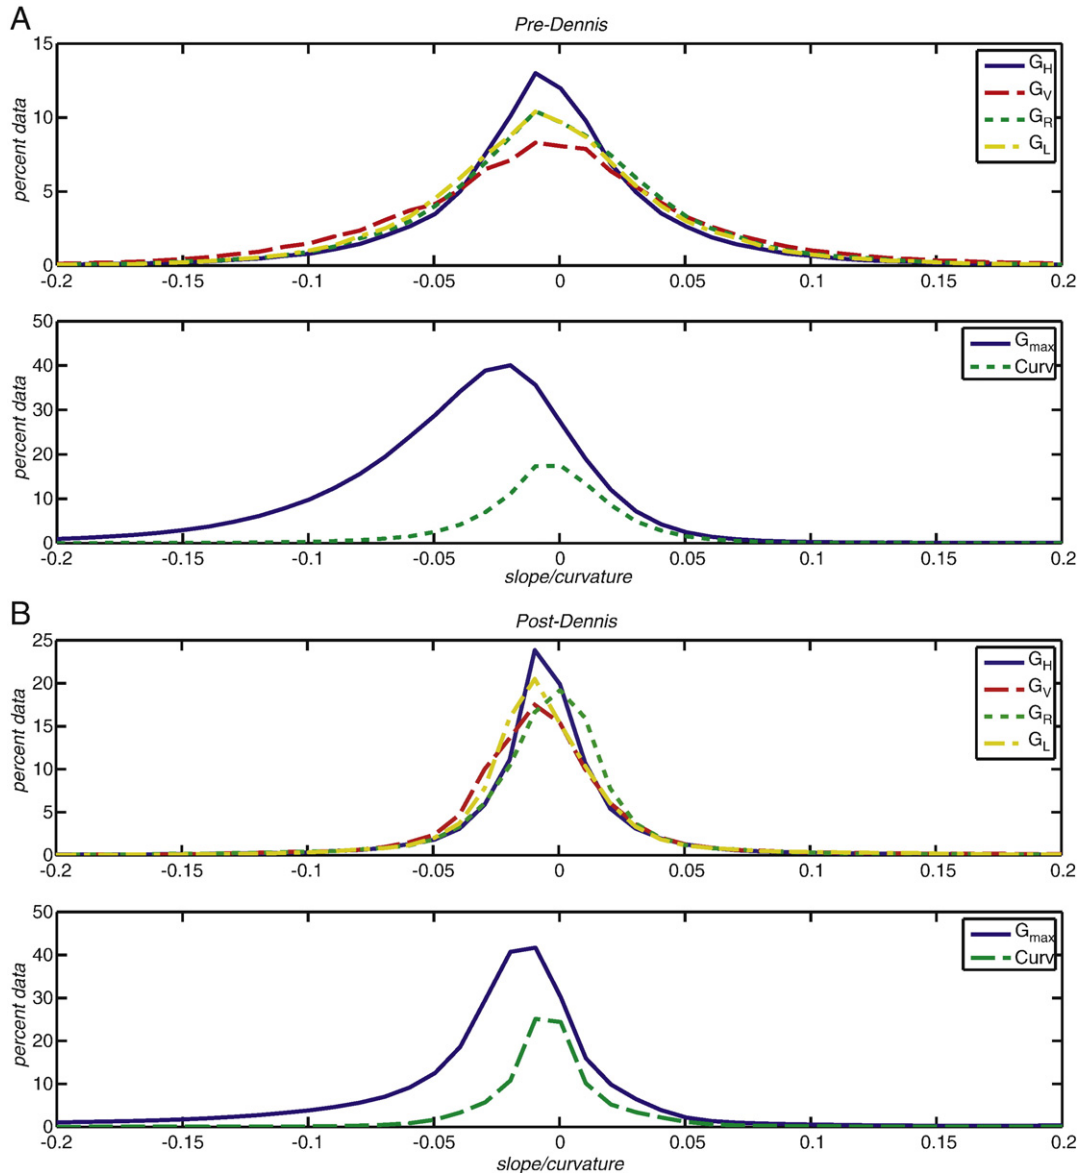 A
Pre-Dennis
15
10
5
0
percent data
G_H
G_V
G_R
G_L
-0.2 -0.15 -0.1 -0.05 0 0.05 0.1 0.15 0.2
50
40
30
20
10
0
percent data
G_max
Curv
-0.2 -0.15 -0.1 -0.05 0 0.05 0.1 0.15 0.2
slope/curvature
B
Post-Dennis
25
20
15
10
5
0
percent data
G_H
G_V
G_R
G_L
-0.2 -0.15 -0.1 -0.05 0 0.05 0.1 0.15 0.2
50
40
30
20
10
0
percent data
G_max
Curv
-0.2 -0.15 -0.1 -0.05 0 0.05 0.1 0.15 0.2
slope/curvature